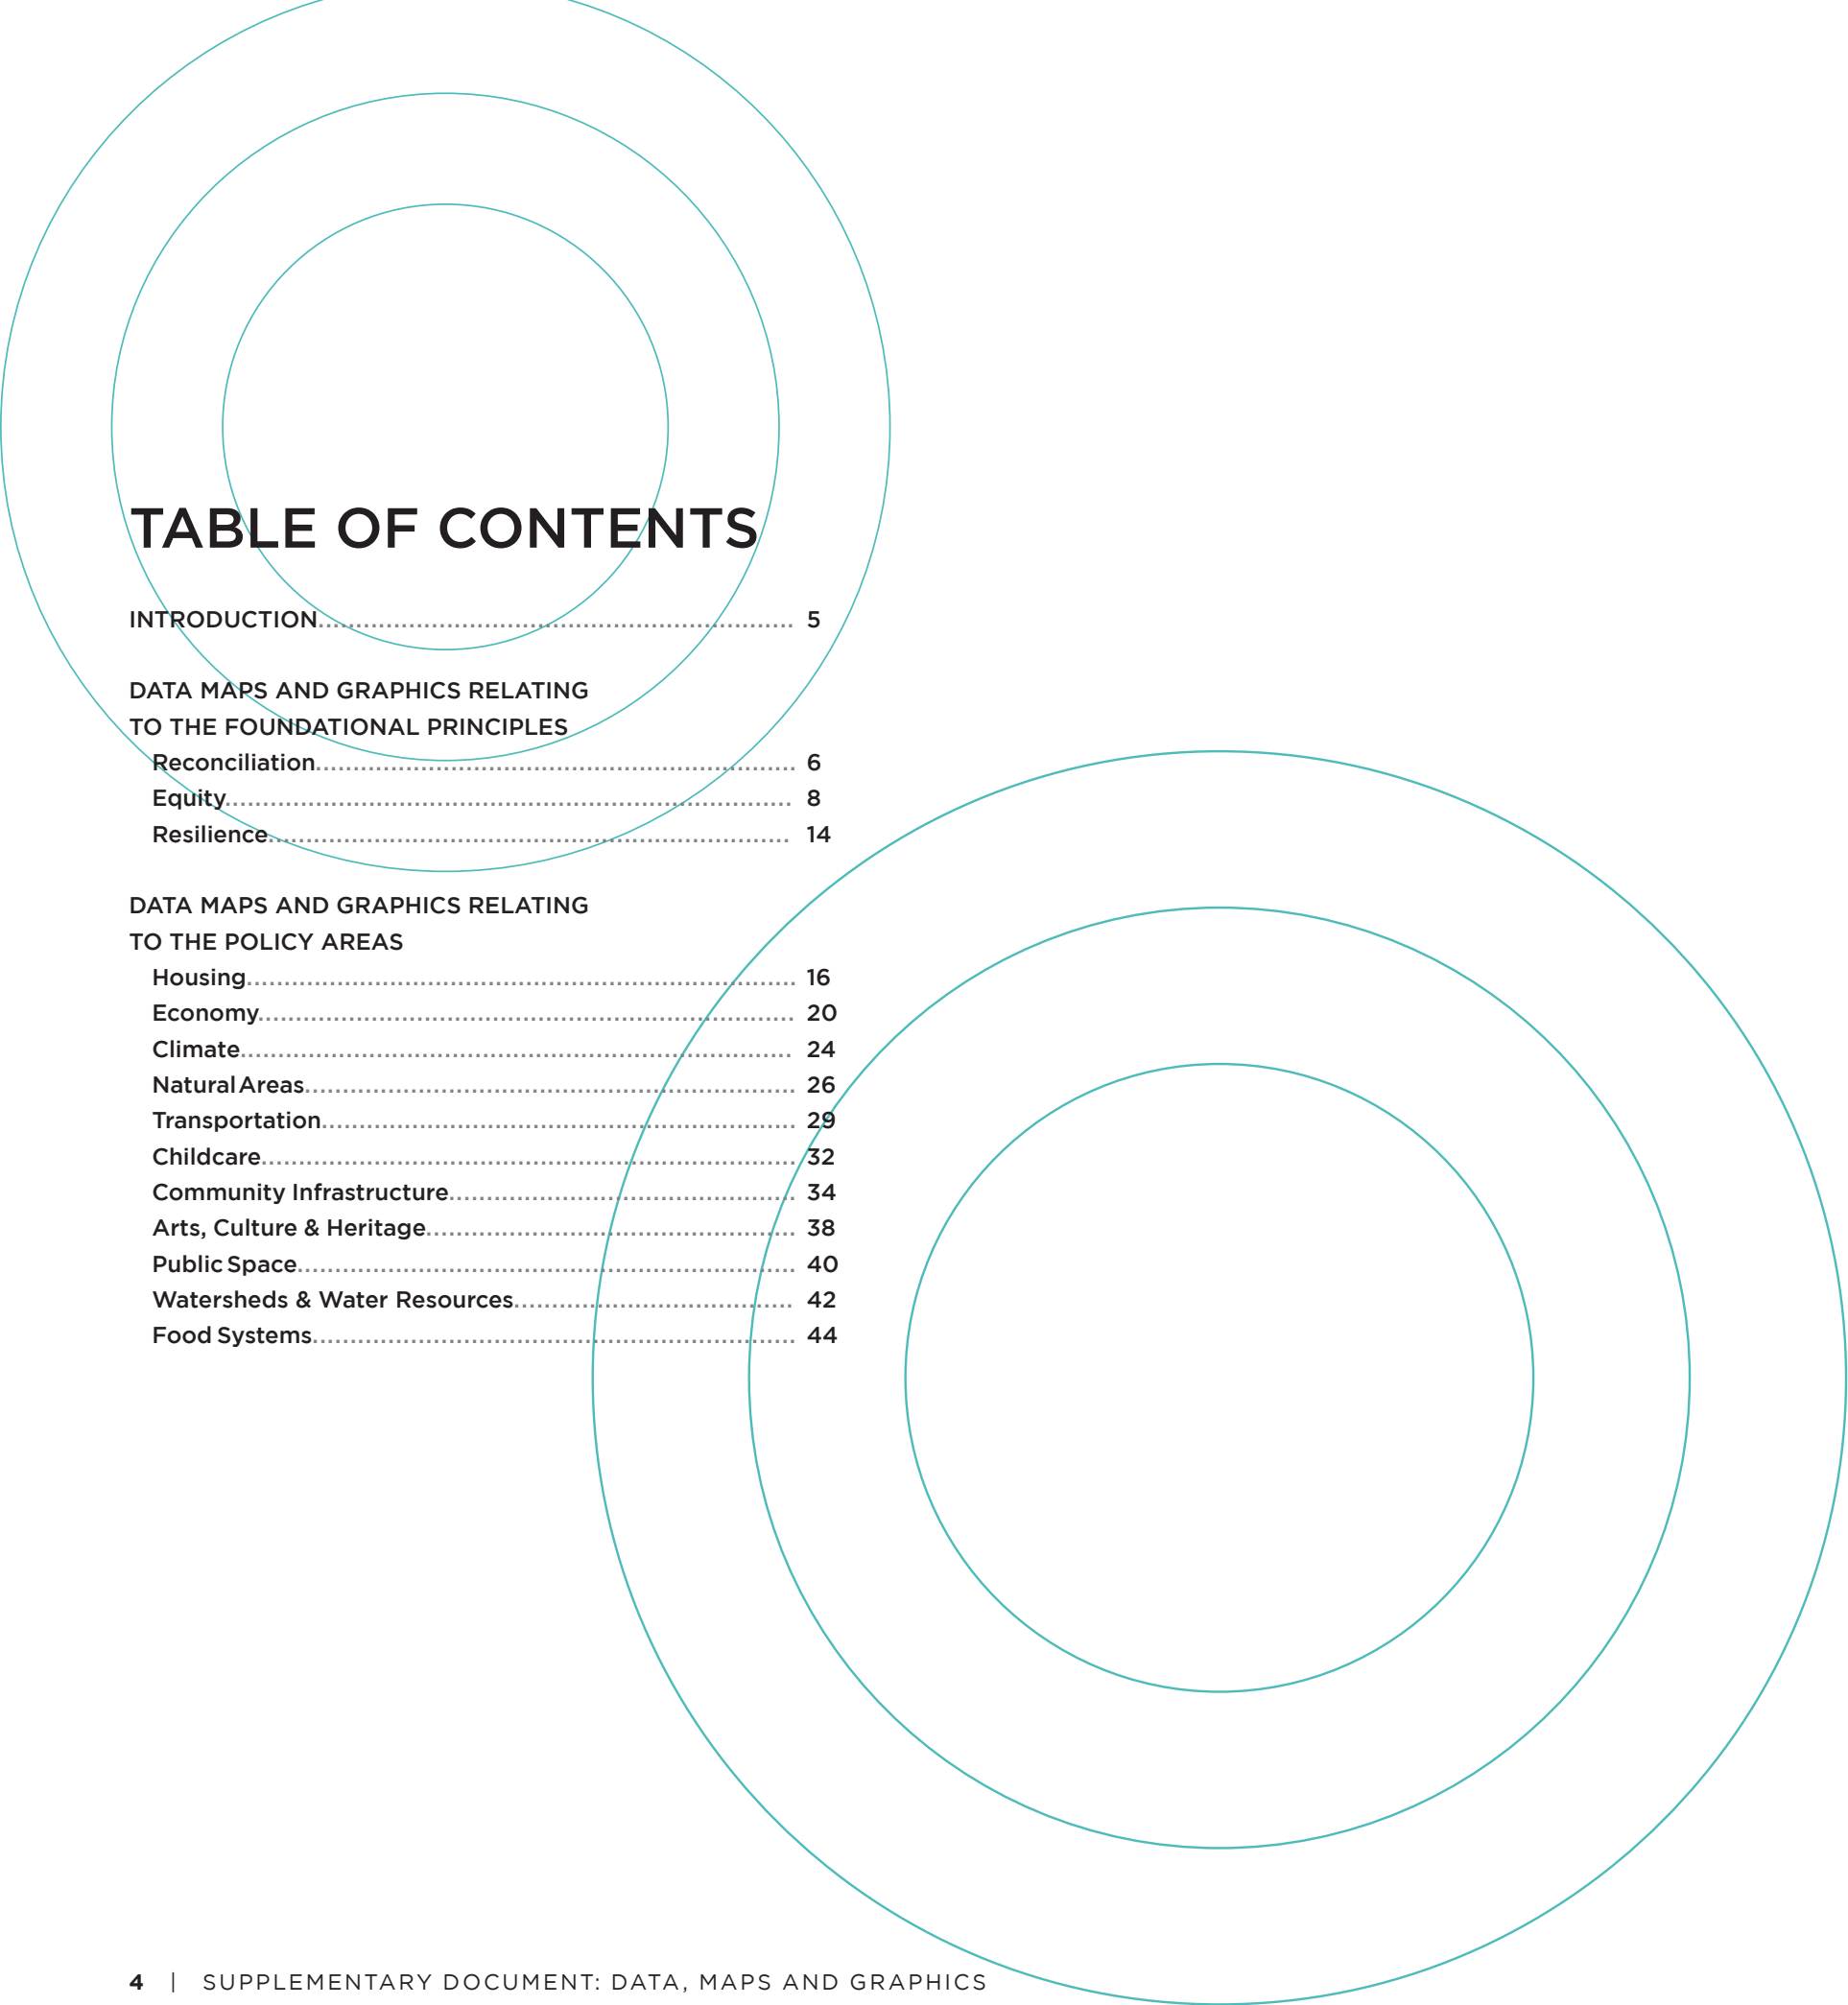 TABLE OF CONTENTS
INTRODUCTION............................................................... 5
DATA MAPS AND GRAPHICS RELATING
TO THE FOUNDATIONAL PRINCIPLES
Reconciliation............................................................... 6
Equity........................................................................... 8
Resilience..................................................................... 14
DATA MAPS AND GRAPHICS RELATING
TO THE POLICY AREAS
Housing......................................................................... 16
Economy....................................................................... 20
Climate......................................................................... 24
Natural Areas................................................................. 26
Transportation............................................................... 29
Childcare....................................................................... 32
Community Infrastructure.............................................. 34
Arts, Culture & Heritage................................................. 38
Public Space.................................................................. 40
Watersheds & Water Resources..................................... 42
Food Systems................................................................ 44
4 | SUPPLEMENTARY DOCUMENT: DATA, MAPS AND GRAPHICS